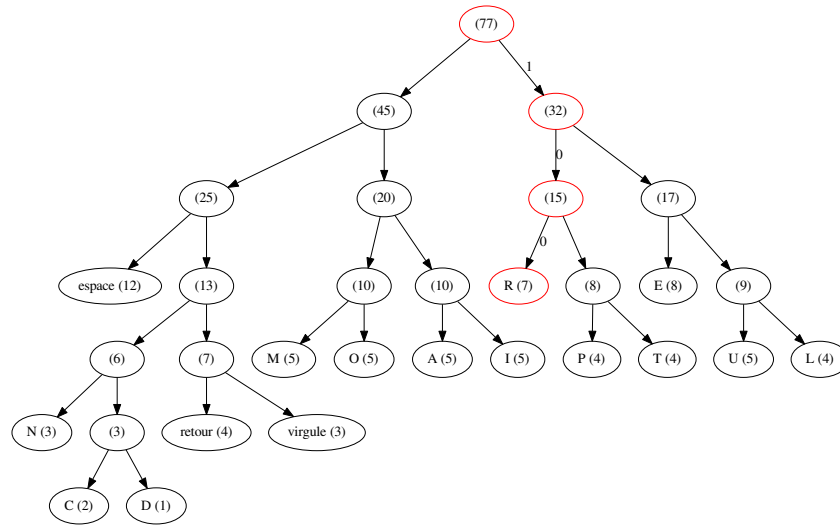 (77)
1
(45)
(32)
0
(25)
(20)
(15)
(17)
0
espace (12)
(13)
(10)
(10)
R (7)
(8)
E (8)
(9)
(6)
(7)
M (5)
O (5)
A (5)
I (5)
P (4)
T (4)
U (5)
L (4)
N (3)
(3)
retour (4)
virgule (3)
C (2)
D (1)